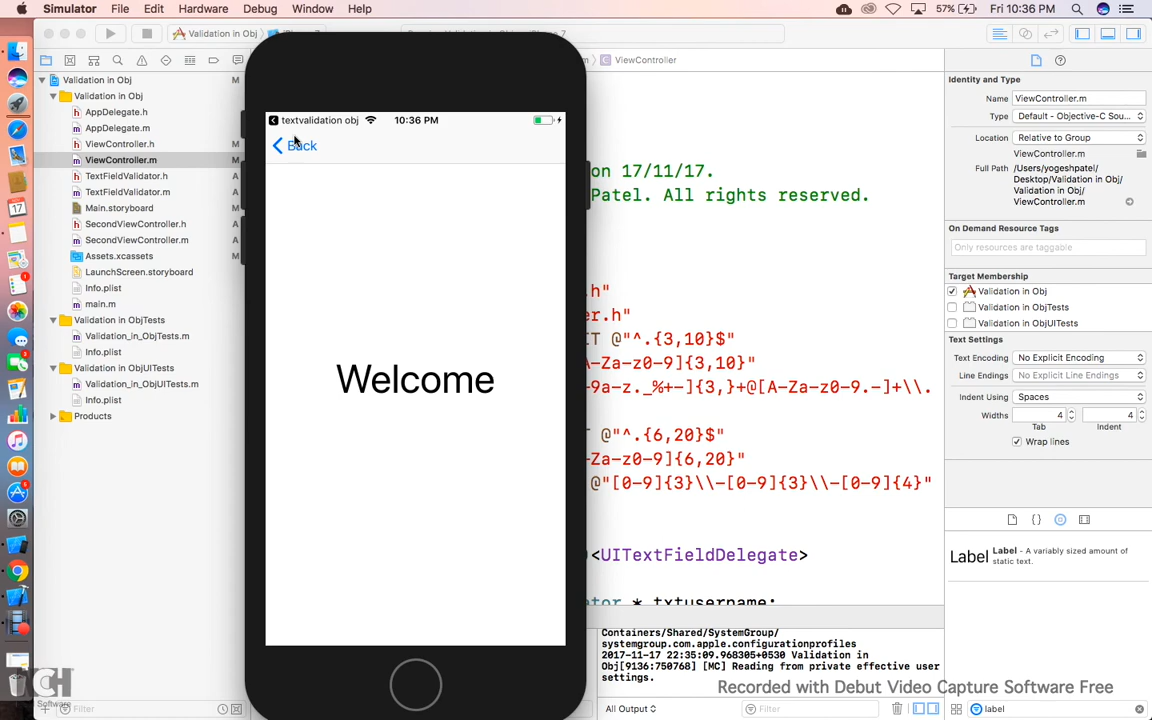 Simulator File Edit Hardware Debug Window Help 57% Fri 10:36 PM
Validation in Obj
ViewController
Validation in Obj M
Validation in Obj
AppDelegate.h
AppDelegate.m
ViewController.h M
ViewController.m M
TextFieldValidator.h A
TextFieldValidator.m A
Main.storyboard M
SecondViewController.h A
SecondViewController.m A
Assets.xcassets M
LaunchScreen.storyboard
Info.plist
main.m
Validation in ObjTests
Validation_in_ObjTests.m
Info.plist
Validation in ObjUITests
Validation_in_ObjUITests.m
Info.plist
Products
Filter
textvalidation obj 10:36 PM
Back
Welcome
on 17/11/17.
Patel. All rights reserved.
.h"
er.h"
IT @"^.{3,10}$"
A-Za-z0-9]{3,10}"
-9a-z._%+-]{3,}+@[A-Za-z0-9.-]+\\.
T @"^.{6,20}$"
-Za-z0-9]{6,20}"
@"[0-9]{3}\\-[0-9]{3}\\-[0-9]{4}"
<UITextFieldDelegate>
ator * txtusername;
Containers/Shared/SystemGroup/
systemgroup.com.apple.configurationprofiles
2017-11-17 22:35:09.968305+0530 Validation in
Obj[9136:750768] [MC] Reading from private effective user
settings.
All Output
Filter
Identity and Type
Name ViewController.m
Type Default - Objective-C Sou...
Location Relative to Group
ViewController.m
Full Path /Users/yogeshpatel/
Desktop/Validation in Obj/
Validation in Obj/
ViewController.m
On Demand Resource Tags
Only resources are taggable
Target Membership
Validation in Obj
Validation in ObjTests
Validation in ObjUITests
Text Settings
Text Encoding No Explicit Encoding
Line Endings No Explicit Line Endings
Indent Using Spaces
Widths 4 4
Tab Indent
Wrap lines
Label Label - A variably sized amount of
static text.
label
Recorded with Debut Video Capture Software Free
NCH
Software